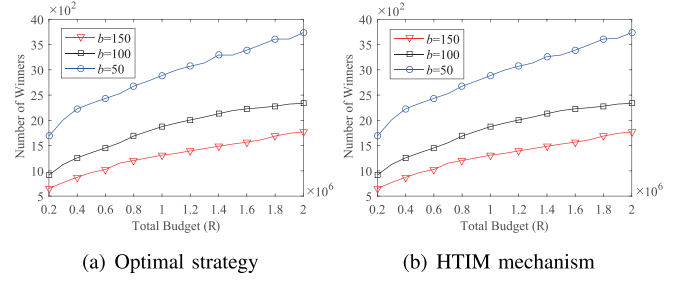 ×10²
40
35
30
25
20
15
10
5
Number of Winners
b=150
b=100
b=50
0.2 0.4 0.6 0.8 1 1.2 1.4 1.6 1.8 2
×10⁶
Total Budget (R)
(a) Optimal strategy
×10²
40
35
30
25
20
15
10
5
Number of Winners
b=150
b=100
b=50
0.2 0.4 0.6 0.8 1 1.2 1.4 1.6 1.8 2
×10⁶
Total Budget (R)
(b) HTIM mechanism